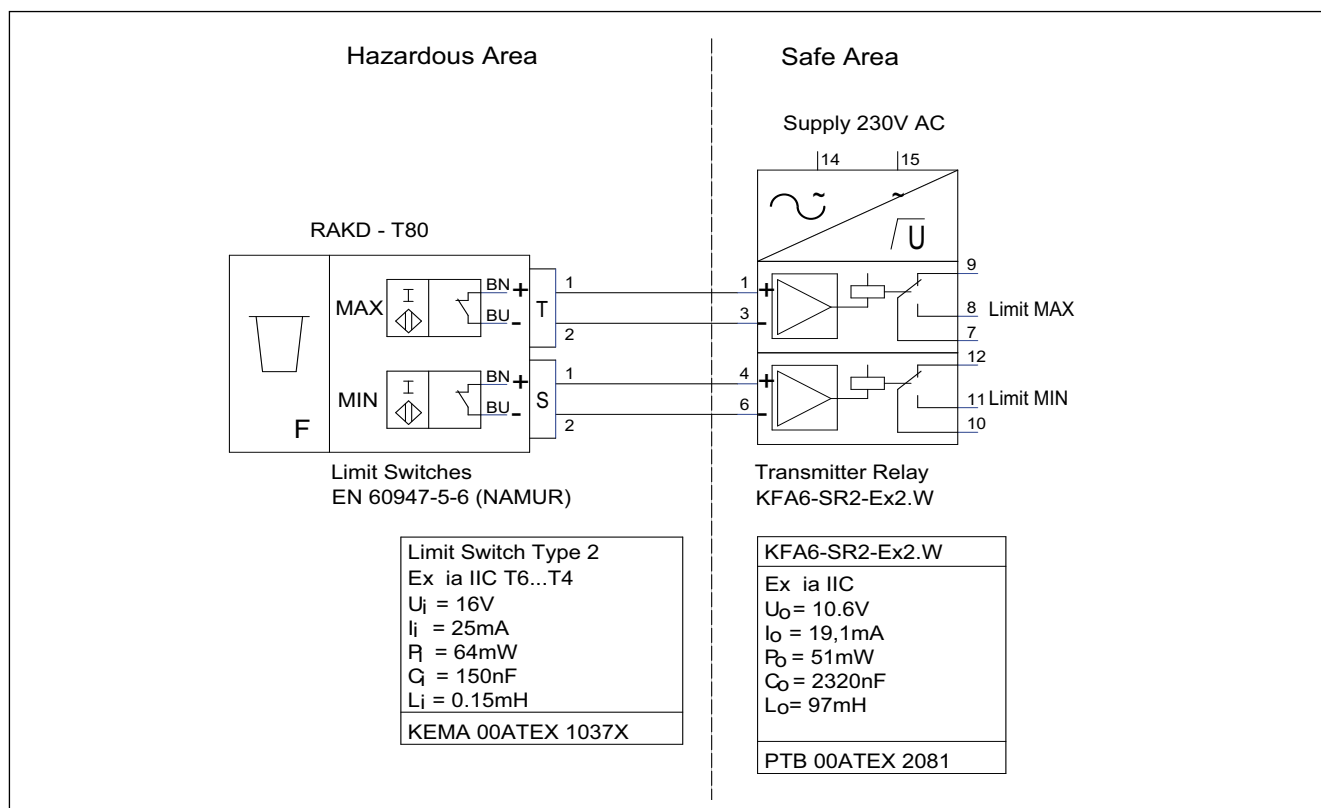 Hazardous Area
Safe Area
Supply 230V AC
14
15
~
~
U
RAKD - T80
F
MAX
I
BN +
BU -
T
1
2
MIN
I
BN +
BU -
S
1
2
1 +
3 -
9
8 Limit MAX
7
4 +
6 -
12
11 Limit MIN
10
Limit Switches
EN 60947-5-6 (NAMUR)
Transmitter Relay
KFA6-SR2-Ex2.W
Limit Switch Type 2
Ex ia IIC T6...T4
Ui = 16V
Ii = 25mA
Pi = 64mW
Ci = 150nF
Li = 0.15mH
KEMA 00ATEX 1037X
KFA6-SR2-Ex2.W
Ex ia IIC
Uo = 10.6V
Io = 19,1mA
Po = 51mW
Co = 2320nF
Lo = 97mH
PTB 00ATEX 2081